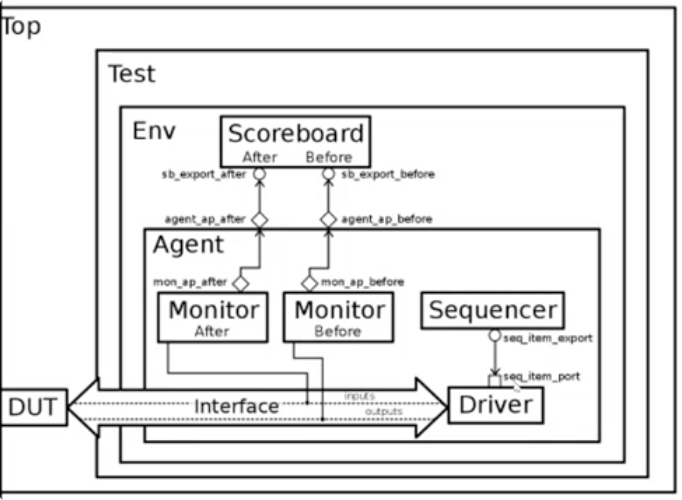 Top
Test
Env
Scoreboard
After Before
sb_export_after sb_export_before
agent_ap_after agent_ap_before
Agent
mon_ap_after mon_ap_before
Monitor Monitor Sequencer
After Before
seq_item_export
seq_item_port
inputs
DUT Interface Driver
outputs